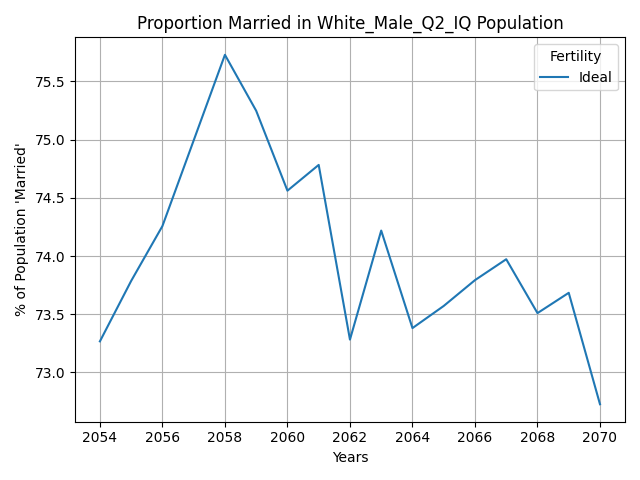 Proportion Married in White_Male_Q2_IQ Population
Fertility
Ideal
% of Population 'Married'
75.5
75.0
74.5
74.0
73.5
73.0
2054 2056 2058 2060 2062 2064 2066 2068 2070
Years